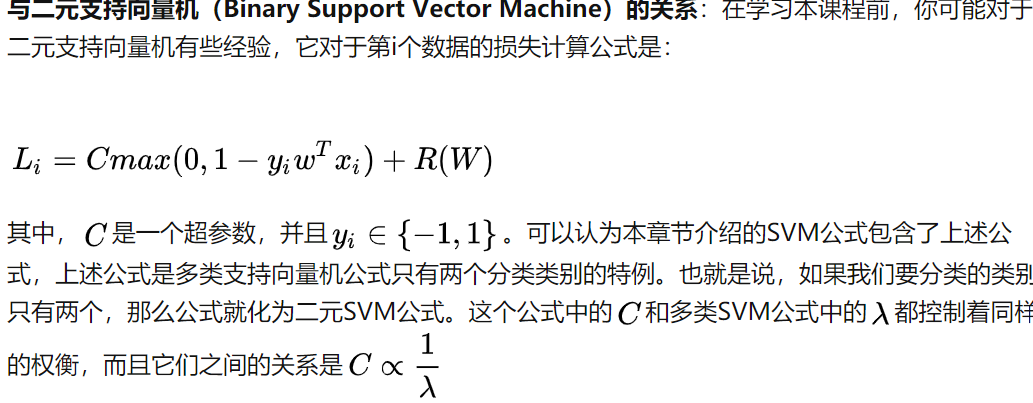 与二元支持向量机（Binary Support Vector Machine）的关系：在学习本课程前，你可能对于
二元支持向量机有些经验，它对于第i个数据的损失计算公式是：
L_i = Cmax(0, 1 − y_i w^T x_i) + R(W)
其中，C是一个超参数，并且y_i ∈ {−1, 1}。可以认为本章节介绍的SVM公式包含了上述公
式，上述公式是多类支持向量机公式只有两个分类类别的特例。也就是说，如果我们要分类的类别
只有两个，那么公式就化为二元SVM公式。这个公式中的C和多类SVM公式中的λ都控制着同样
的权衡，而且它们之间的关系是C ∝ 1/λ